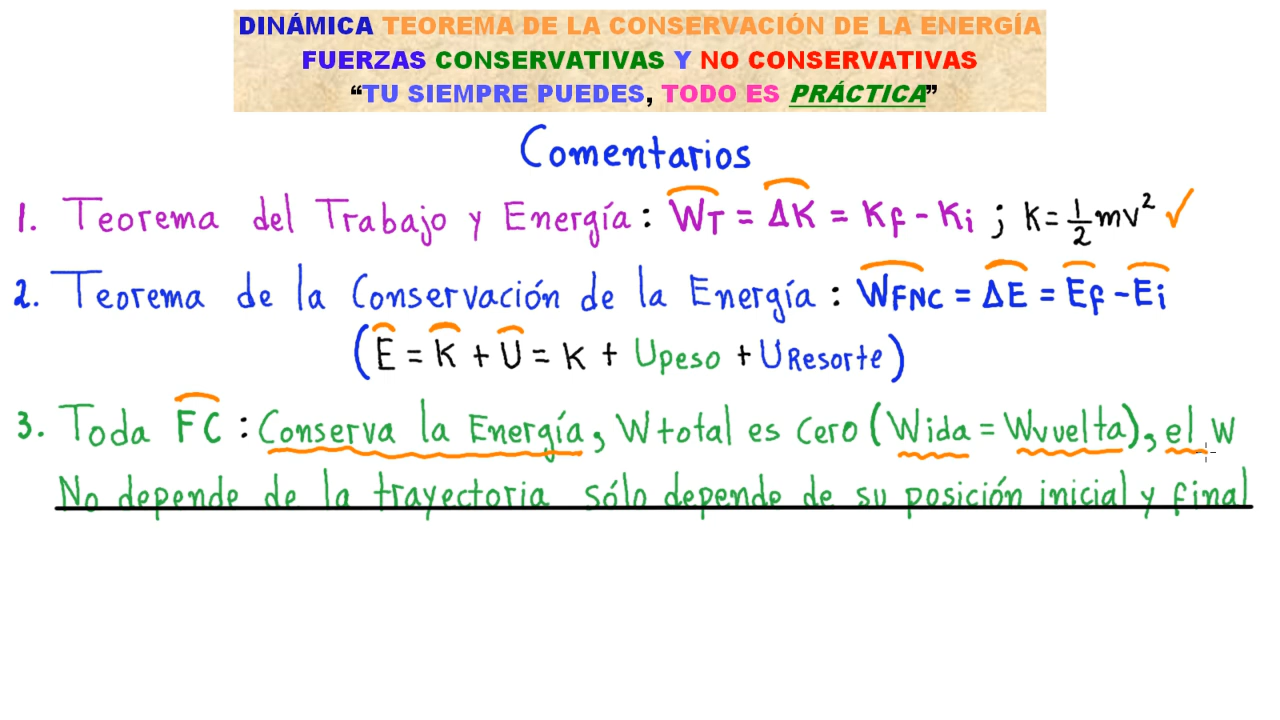 DINÁMICA TEOREMA DE LA CONSERVACIÓN DE LA ENERGÍA
FUERZAS CONSERVATIVAS Y NO CONSERVATIVAS
“TU SIEMPRE PUEDES, TODO ES PRÁCTICA”
Comentarios
1. Teorema del Trabajo y Energía : WT = ΔK = Kf - Ki ; K = 1/2 mv² ✓
2. Teorema de la Conservación de la Energía : WFNC = ΔE = Ef - Ei
(E = K + U = K + Upeso + UResorte)
3. Toda FC : Conserva la Energía, Wtotal es cero (Wida = Wvuelta), el W
No depende de la trayectoria sólo depende de su posición inicial y final